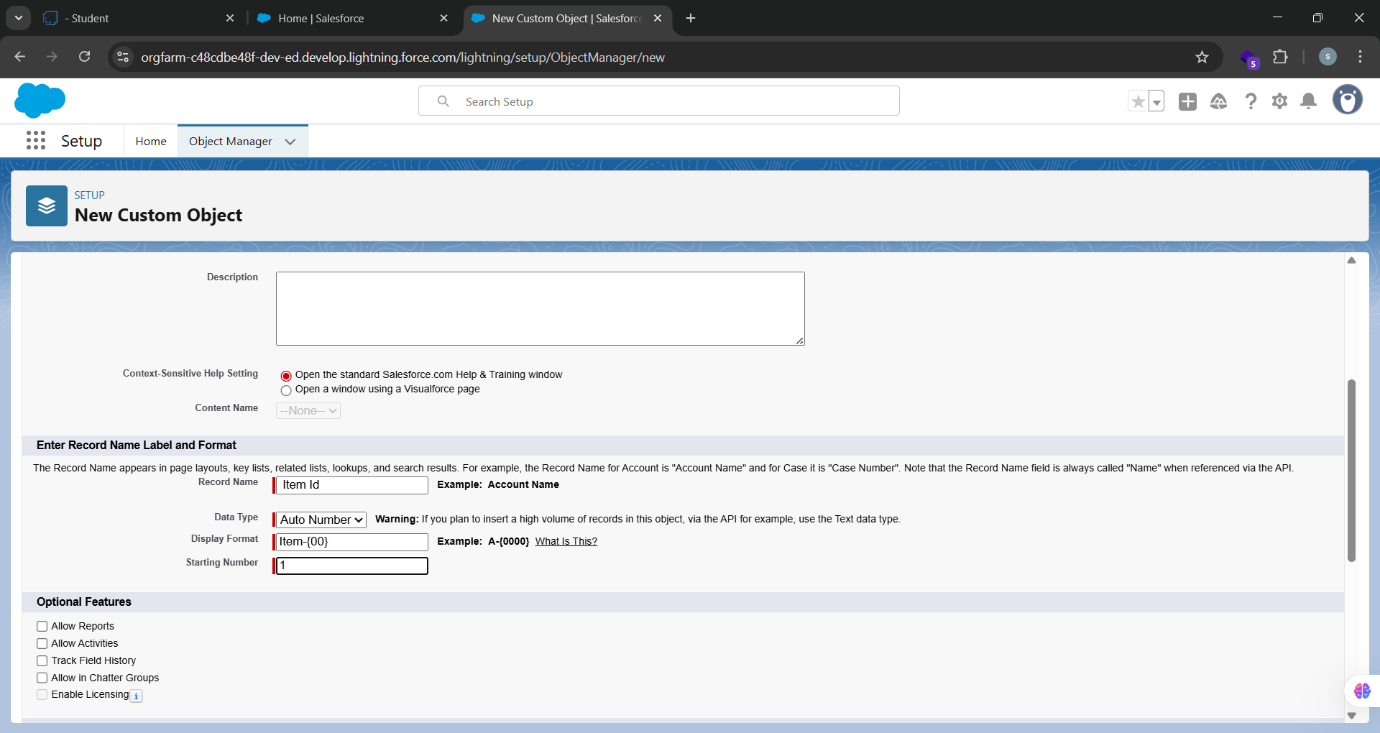 - Student
Home | Salesforce
New Custom Object | Salesforc
orgfarm-c48cdbe48f-dev-ed.develop.lightning.force.com/lightning/setup/ObjectManager/new
5
S
Search Setup
Setup
Home
Object Manager
SETUP
New Custom Object
Description
Context-Sensitive Help Setting
Open the standard Salesforce.com Help & Training window
Open a window using a Visualforce page
Content Name
--None--
Enter Record Name Label and Format
The Record Name appears in page layouts, key lists, related lists, lookups, and search results. For example, the Record Name for Account is "Account Name" and for Case it is "Case Number". Note that the Record Name field is always called "Name" when referenced via the API.
Record Name Item Id Example: Account Name
Data Type Auto Number Warning: If you plan to insert a high volume of records in this object, via the API for example, use the Text data type.
Display Format Item-{00} Example: A-{0000} What Is This?
Starting Number 1
Optional Features
Allow Reports
Allow Activities
Track Field History
Allow in Chatter Groups
Enable Licensing i